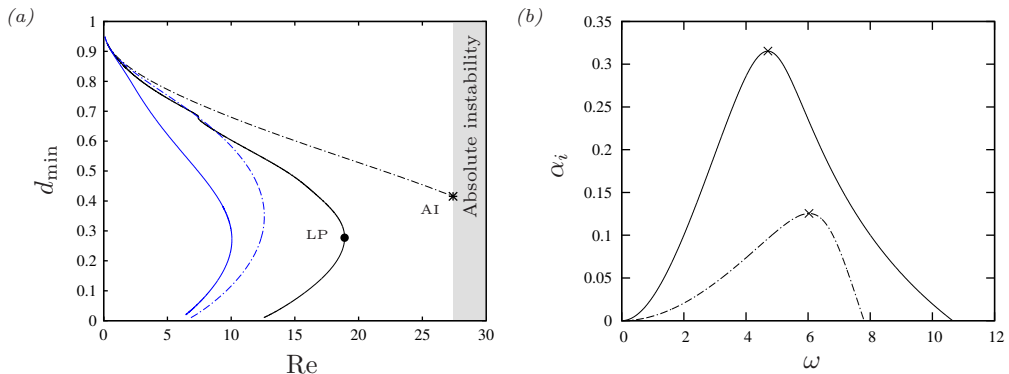 (a)
1
0.9
0.8
0.7
0.6
0.5
0.4
0.3
0.2
0.1
0
d_min
0 5 10 15 20 25 30
Re
LP
AI
Absolute instability
(b)
0.35
0.3
0.25
0.2
0.15
0.1
0.05
0
α_i
0 2 4 6 8 10 12
ω